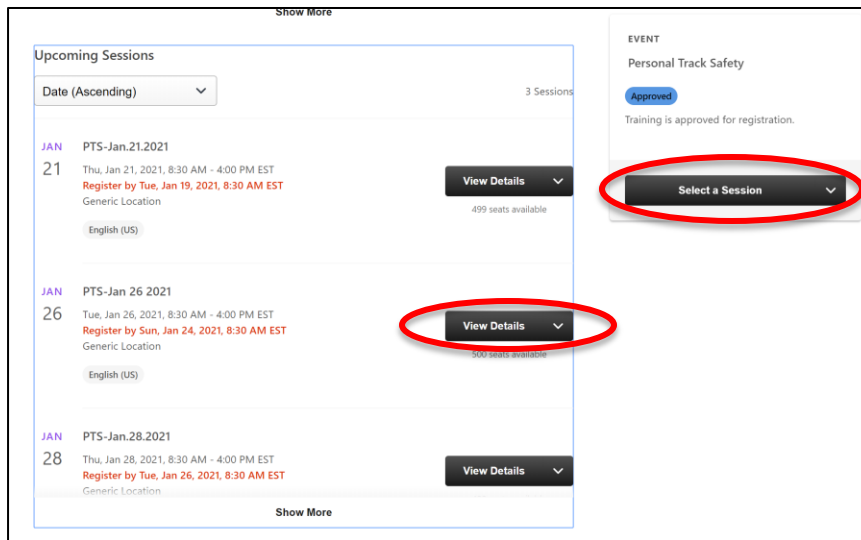 Show More
Upcoming Sessions
Date (Ascending)
3 Sessions
JAN
21
PTS-Jan.21.2021
Thu, Jan 21, 2021, 8:30 AM - 4:00 PM EST
Register by Tue, Jan 19, 2021, 8:30 AM EST
Generic Location
English (US)
View Details
499 seats available
JAN
26
PTS-Jan 26 2021
Tue, Jan 26, 2021, 8:30 AM - 4:00 PM EST
Register by Sun, Jan 24, 2021, 8:30 AM EST
Generic Location
English (US)
View Details
500 seats available
JAN
28
PTS-Jan.28.2021
Thu, Jan 28, 2021, 8:30 AM - 4:00 PM EST
Register by Tue, Jan 26, 2021, 8:30 AM EST
Generic Location
View Details
Show More
EVENT
Personal Track Safety
Approved
Training is approved for registration.
Select a Session